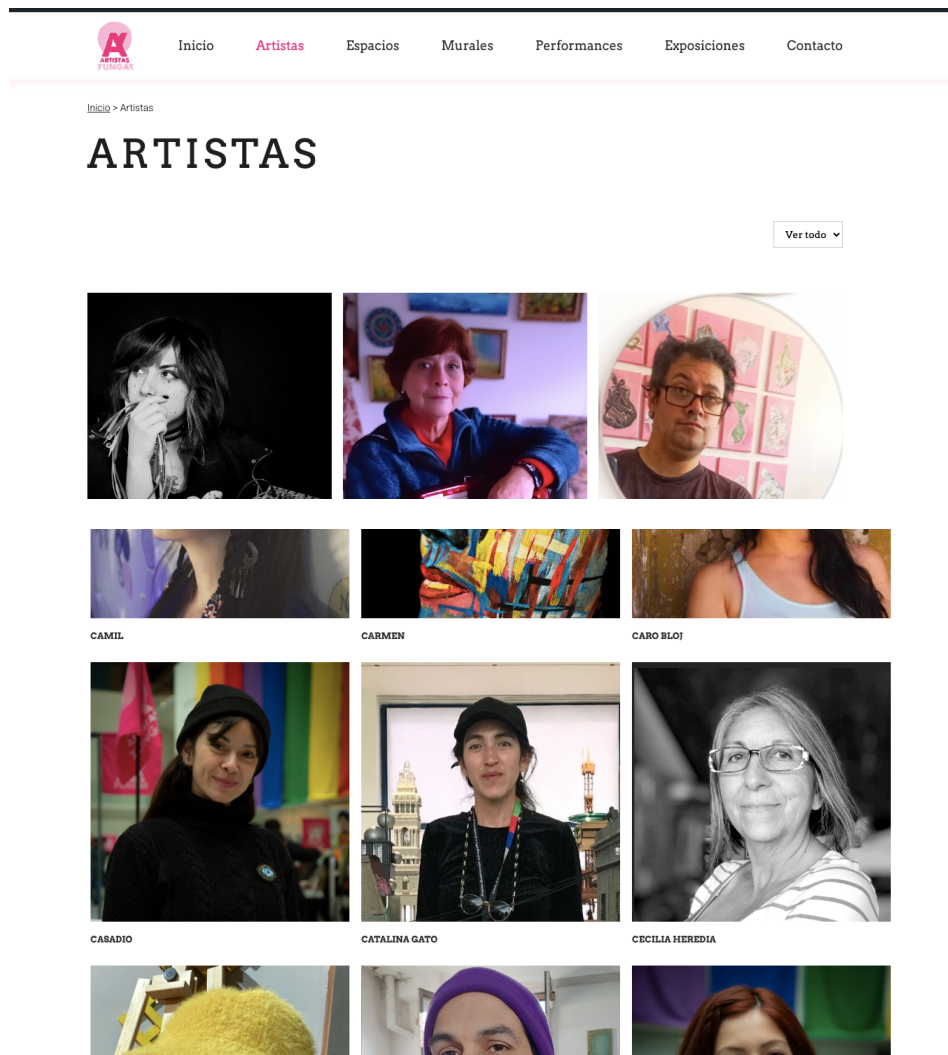 ARTISTAS
YUNGAY
Inicio
Artistas
Espacios
Murales
Performances
Exposiciones
Contacto
Inicio > Artistas
ARTISTAS
Ver todo
CAMIL
CARMEN
CARO BLOJ
CASADIO
CATALINA GATO
CECILIA HEREDIA